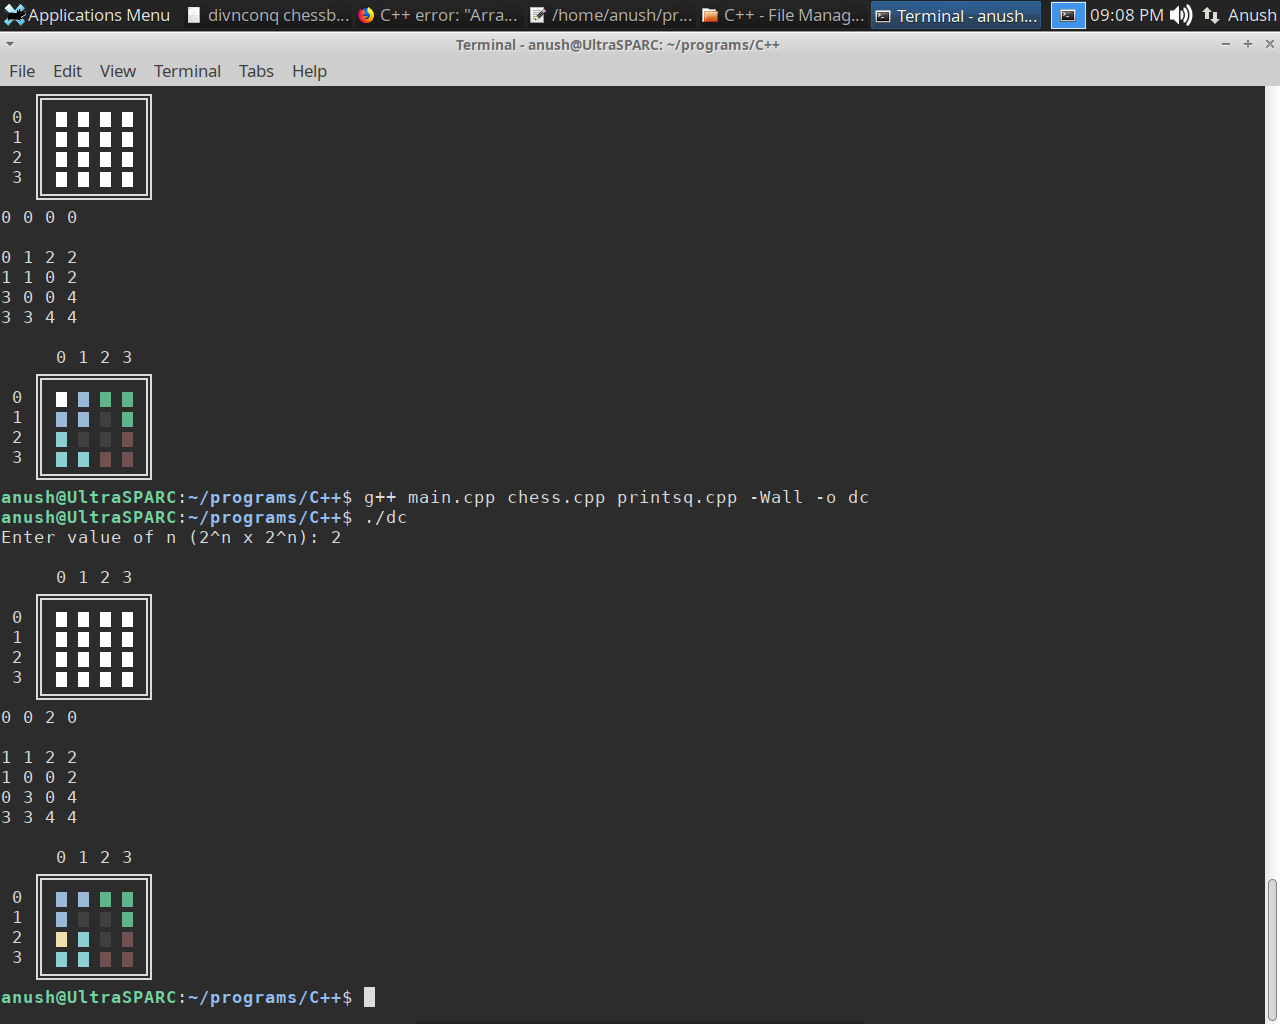 Applications Menu divnconq chessb... C++ error: "Arra... /home/anush/pr... C++ - File Manag... Terminal - anush... 09:08 PM Anush
Terminal - anush@UltraSPARC: ~/programs/C++
File Edit View Terminal Tabs Help
0
1
2
3
0 0 0 0
0 1 2 2
1 1 0 2
3 0 0 4
3 3 4 4
0 1 2 3
0
1
2
3
anush@UltraSPARC:~/programs/C++$ g++ main.cpp chess.cpp printsq.cpp -Wall -o dc
anush@UltraSPARC:~/programs/C++$ ./dc
Enter value of n (2^n x 2^n): 2
0 1 2 3
0
1
2
3
0 0 2 0
1 1 2 2
1 0 0 2
0 3 0 4
3 3 4 4
0 1 2 3
0
1
2
3
anush@UltraSPARC:~/programs/C++$